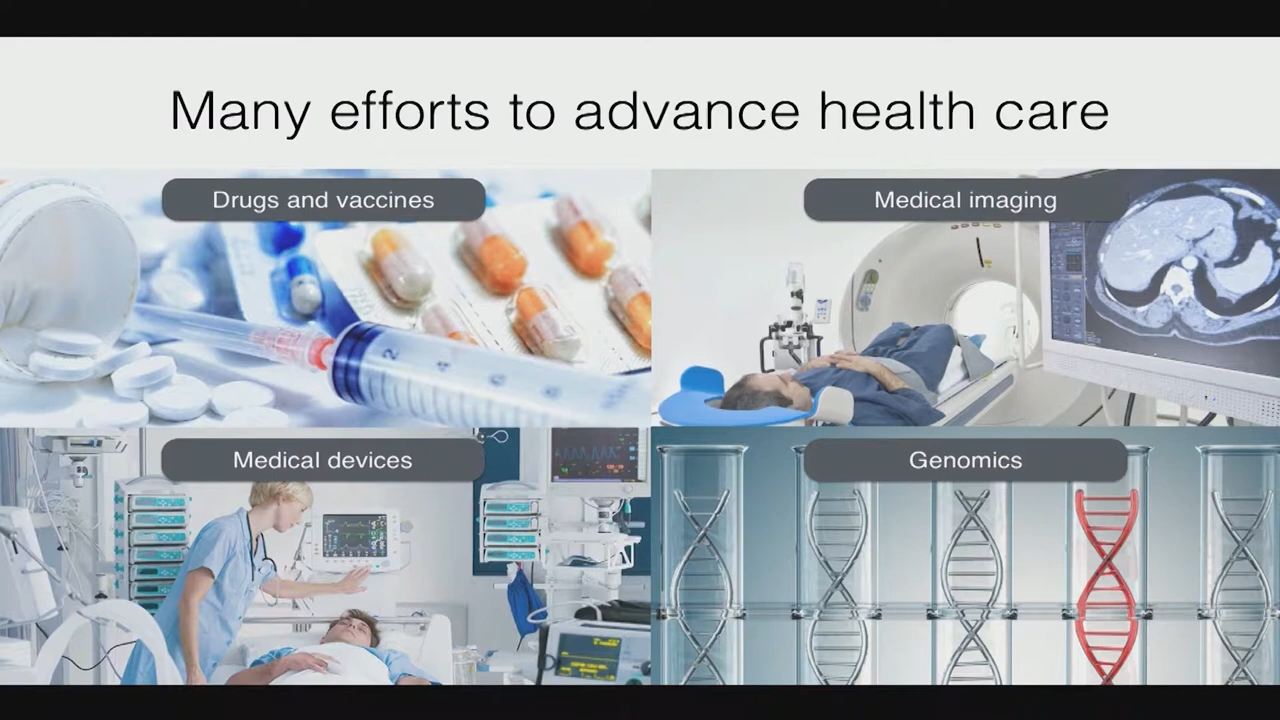 Many efforts to advance health care
Drugs and vaccines
Medical imaging
Medical devices
Genomics